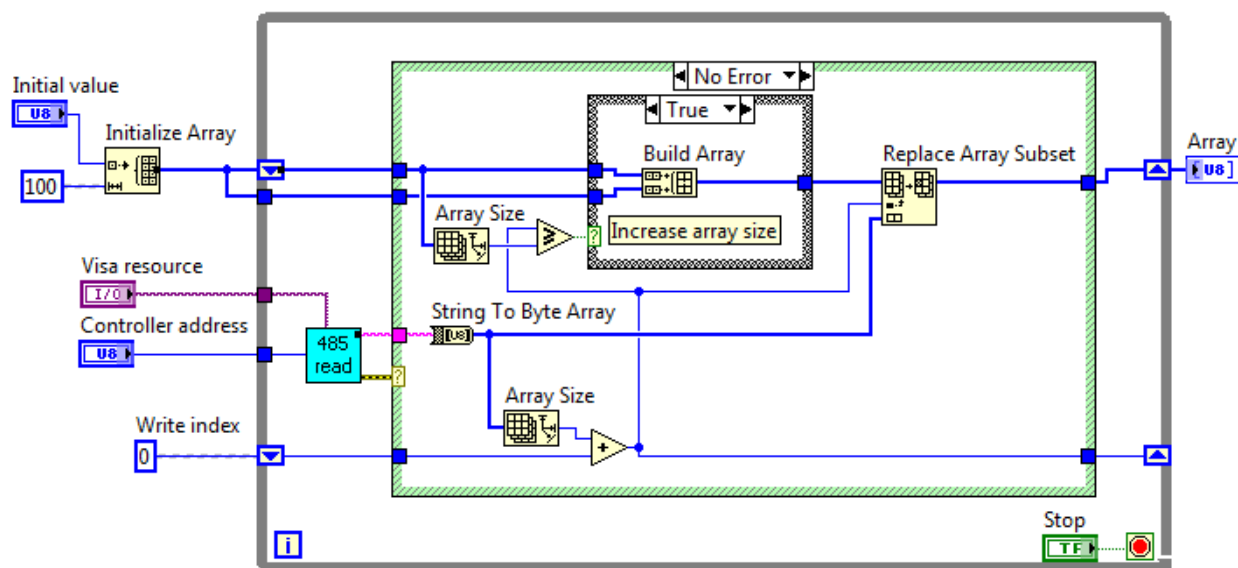 No Error
Initial value
U8
True
Initialize Array
Array
Build Array
Replace Array Subset
[U8]
100
Array Size
Increase array size
?
Visa resource
I/O
String To Byte Array
[U8]
Controller address
U8
485
read
?
Array Size
Write index
+
0
Stop
i
TF